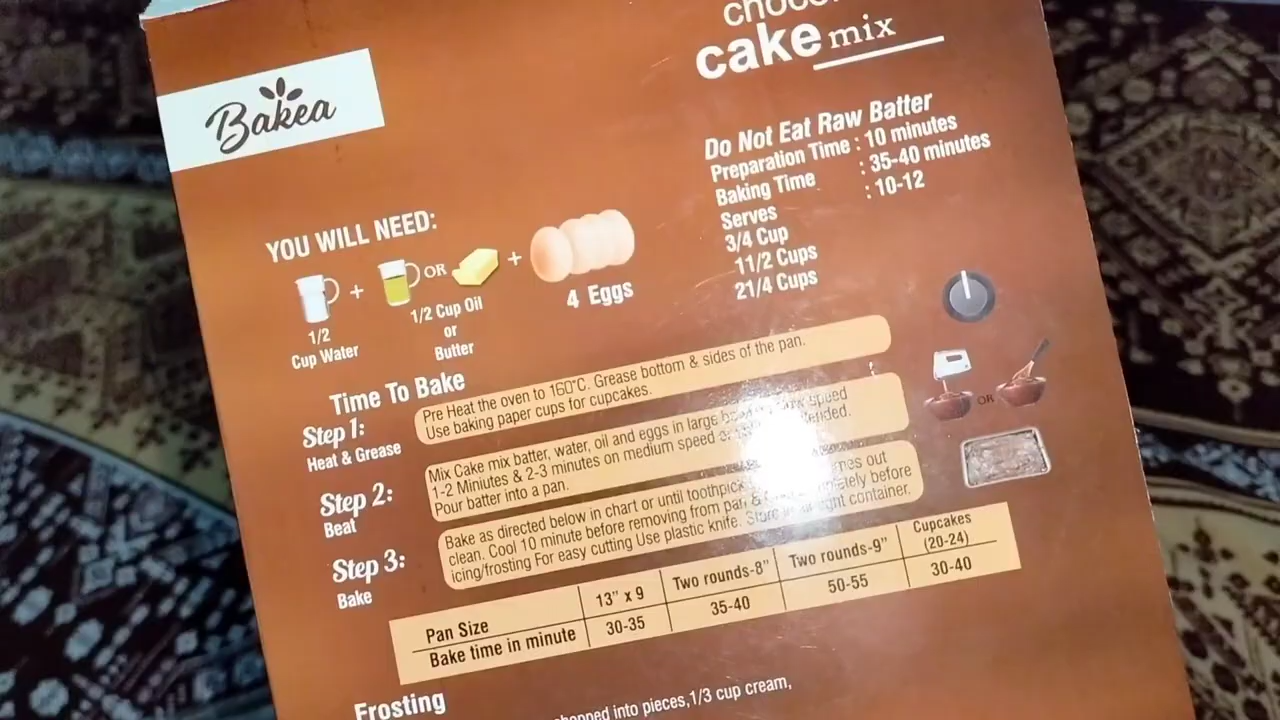 choco
cake mix
Bakea
Do Not Eat Raw Batter
Preparation Time : 10 minutes
Baking Time : 35-40 minutes
Serves : 10-12
3/4 Cup
11/2 Cups
21/4 Cups
YOU WILL NEED:
+ OR + 
1/2
Cup Water
1/2 Cup Oil
or
Butter
4 Eggs
Time To Bake
Step 1:
Heat & Grease
Pre Heat the oven to 160°C. Grease bottom & sides of the pan.
Use baking paper cups for cupcakes.
Step 2:
Beat
Mix Cake mix batter, water, oil and eggs in large speed
1-2 Miniutes & 2-3 minutes on medium speed
Pour batter into a pan.
OR
Step 3:
Bake
Bake as directed below in chart or until toothpick out
clean. Cool 10 minute before removing from pan & before
icing/frosting For easy cutting Use plastic knife. Store container.
Pan Size 13" x 9 Two rounds-8" Two rounds-9" Cupcakes (20-24)
Bake time in minute 30-35 35-40 50-55 30-40
Frosting
into pieces,1/3 cup cream,